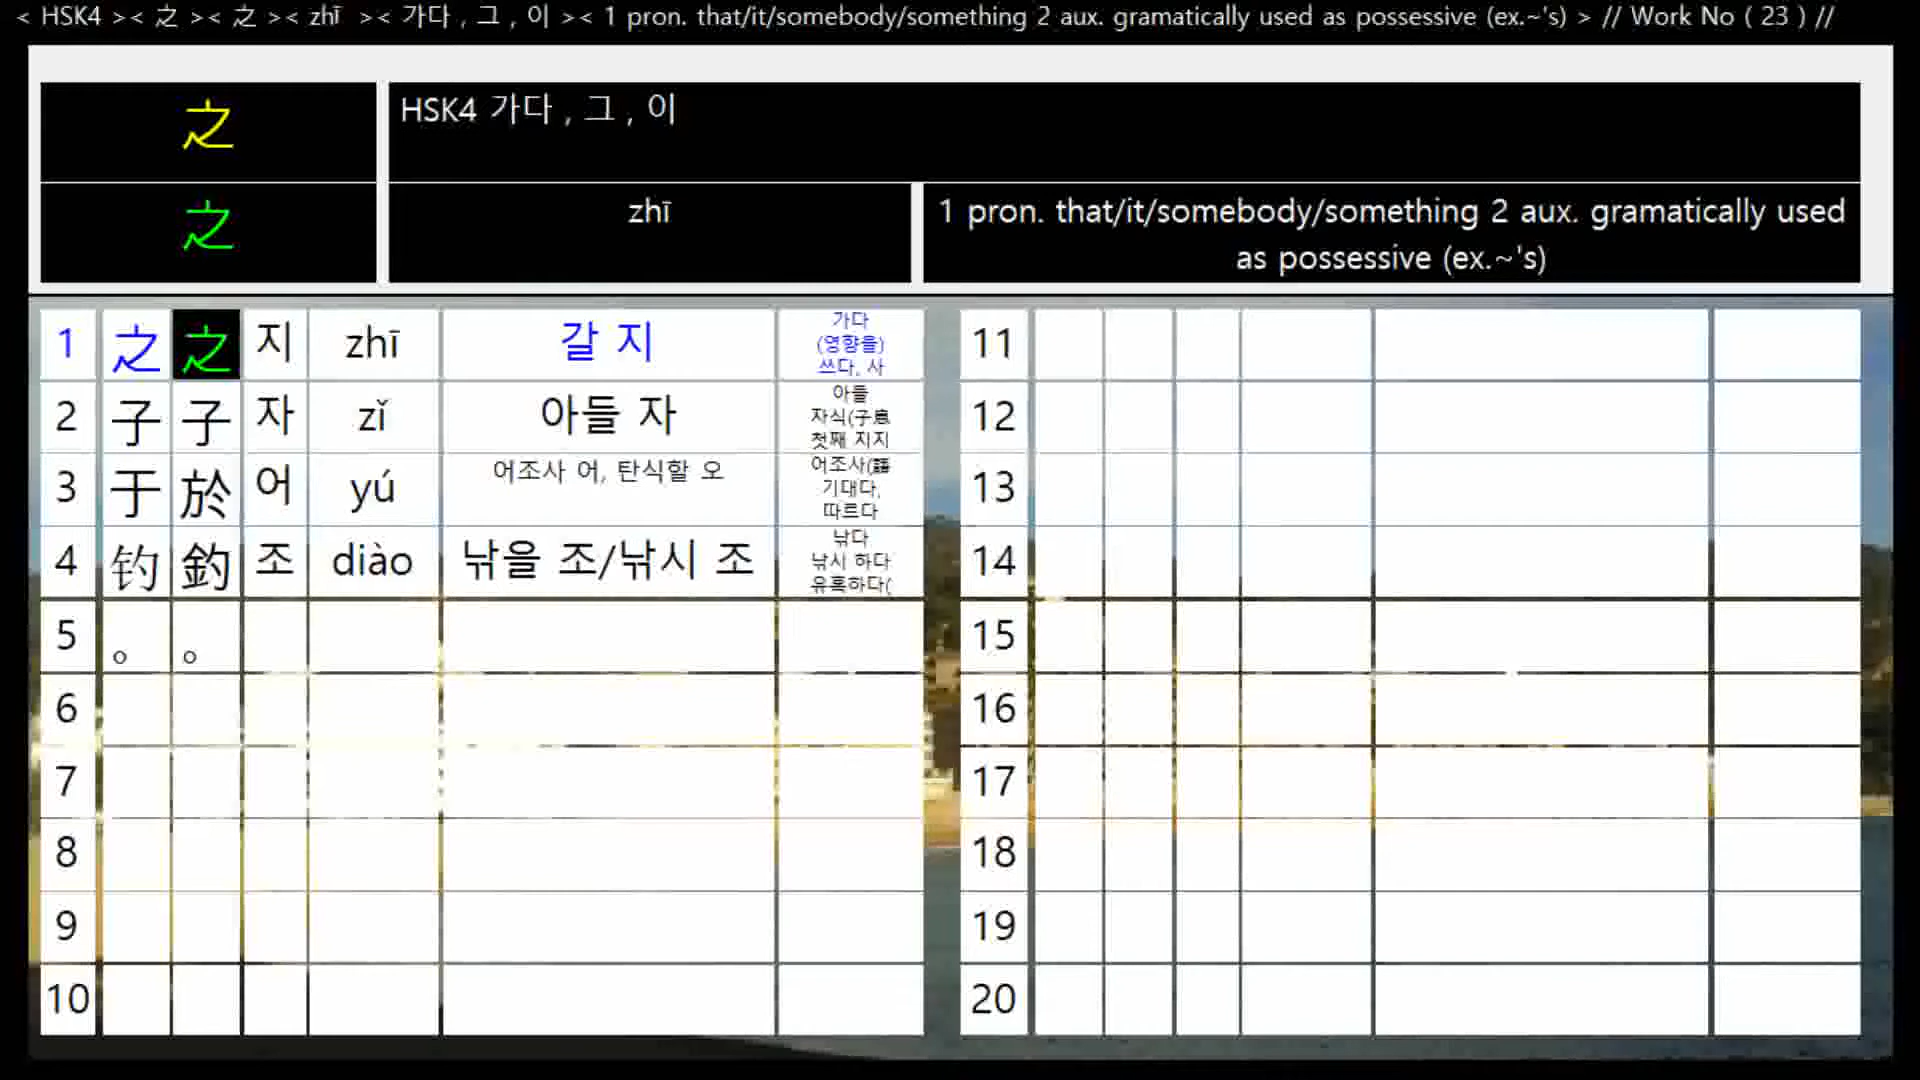 < HSK4 >< 之 >< 之 >< zhī >< 가다 , 그 , 이 >< 1 pron. that/it/somebody/something 2 aux. gramatically used as possessive (ex.~'s) > // Work No ( 23 ) //
之
HSK4 가다 , 그 , 이
之
zhī
1 pron. that/it/somebody/something 2 aux. gramatically used
as possessive (ex.~'s)
1 之 之 지 zhī 갈 지 가다
(영향을)
쓰다, 사
2 子 子 자 zǐ 아들 자 아들
자식(子息
첫째 지지
3 于 於 어 yú 어조사 어, 탄식할 오 어조사(語
기대다,
따르다
4 钓 釣 조 diào 낚을 조/낚시 조 낚다
낚시 하다
유혹하다(
5 。 。
6
7
8
9
10
11
12
13
14
15
16
17
18
19
20